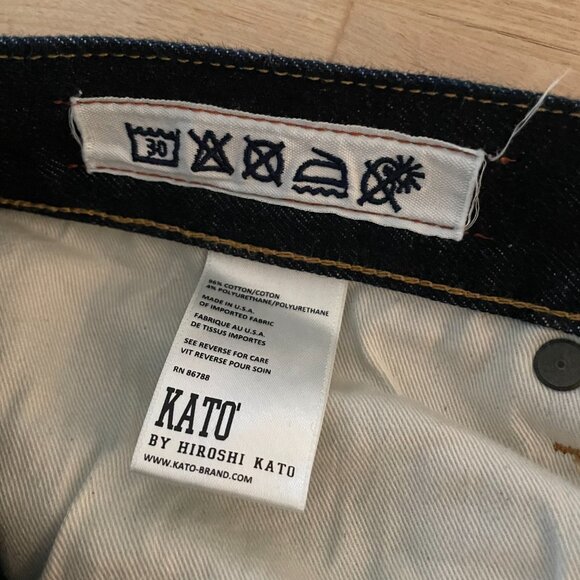 30
96% COTTON/COTON
4% POLYURETHANE/POLYURETHANE
MADE IN U.S.A.
OF IMPORTED FABRIC
FABRIQUE AU U.S.A.
DE TISSUS IMPORTES
SEE REVERSE FOR CARE
VIT REVERSE POUR SOIN
RN 86788
KATO'
BY HIROSHI KATO
WWW.KATO-BRAND.COM